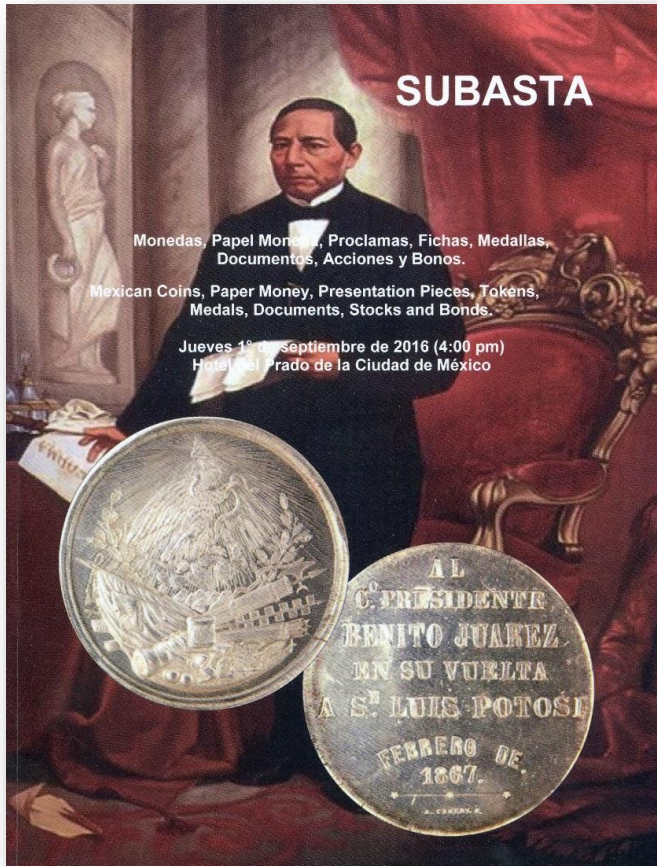 SUBASTA
Monedas, Papel Moneda, Proclamas, Fichas, Medallas,
Documentos, Acciones y Bonos.
Mexican Coins, Paper Money, Presentation Pieces, Tokens,
Medals, Documents, Stocks and Bonds.
Jueves 1° de septiembre de 2016 (4:00 pm)
Hotel del Prado de la Ciudad de México
AL
C.º PRESIDENTE
BENITO JUAREZ
EN SU VUELTA
A S.N LUIS POTOSI
FEBRERO DE
1867.